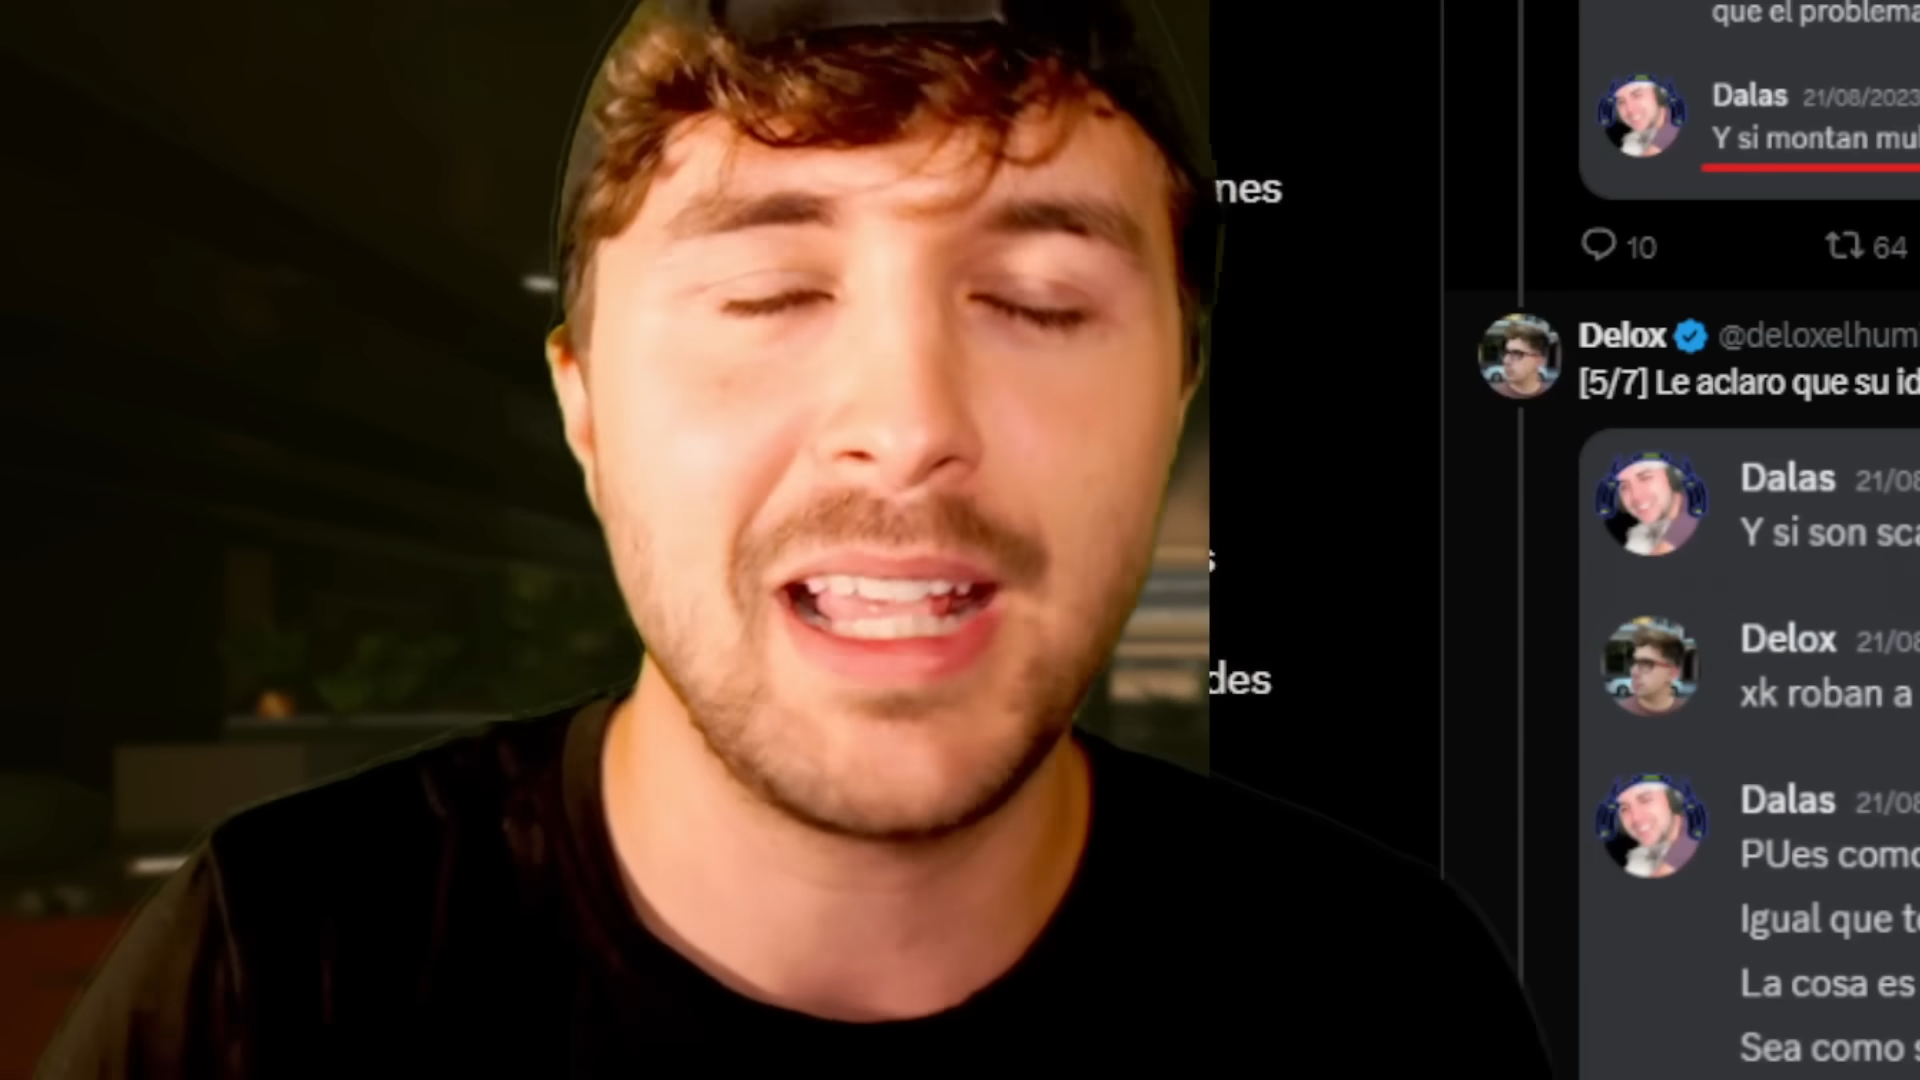 que el problema
Dalas 21/08/2023
Y si montan mul
nes
10
64
Delox @deloxelhum
[5/7] Le aclaro que su id
Dalas 21/08
Y si son sca
s
Delox 21/08
des
xk roban a
Dalas 21/08
PUes como
Igual que te
La cosa es
Sea como s